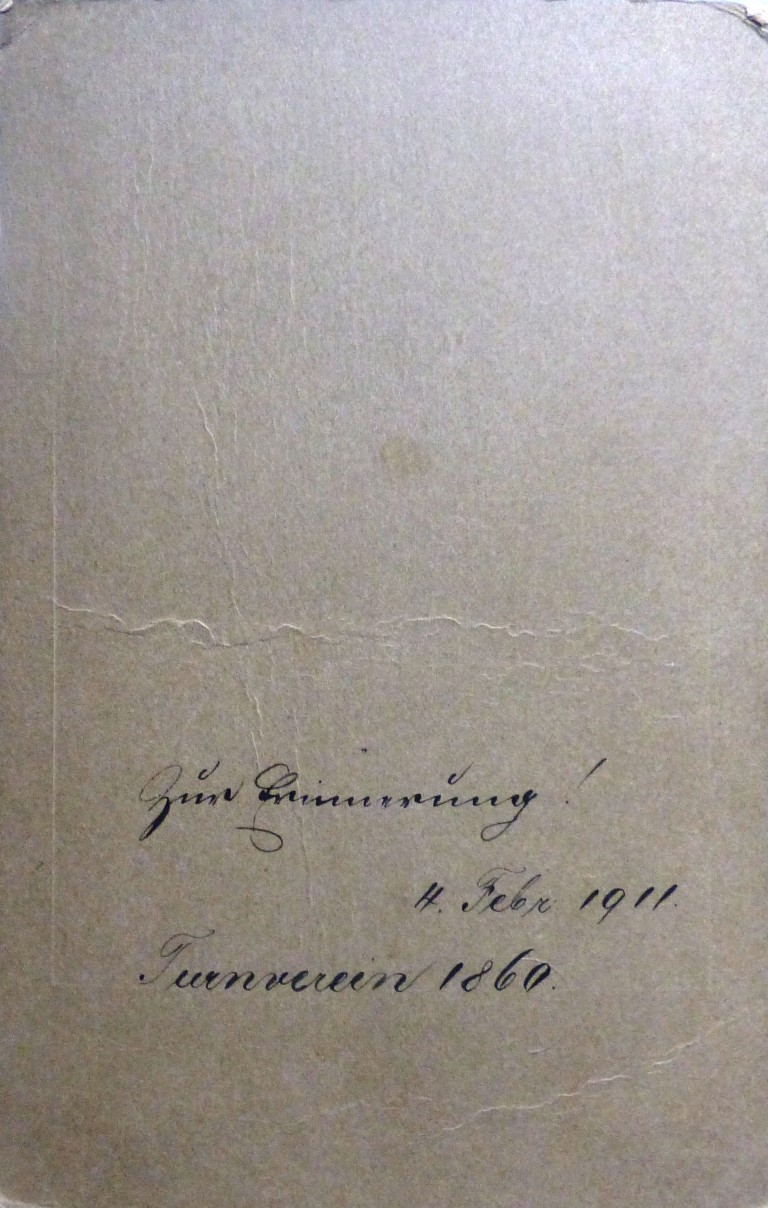 Zur Erinnerung!
4. Febr. 1911.
Turnverein 1860.